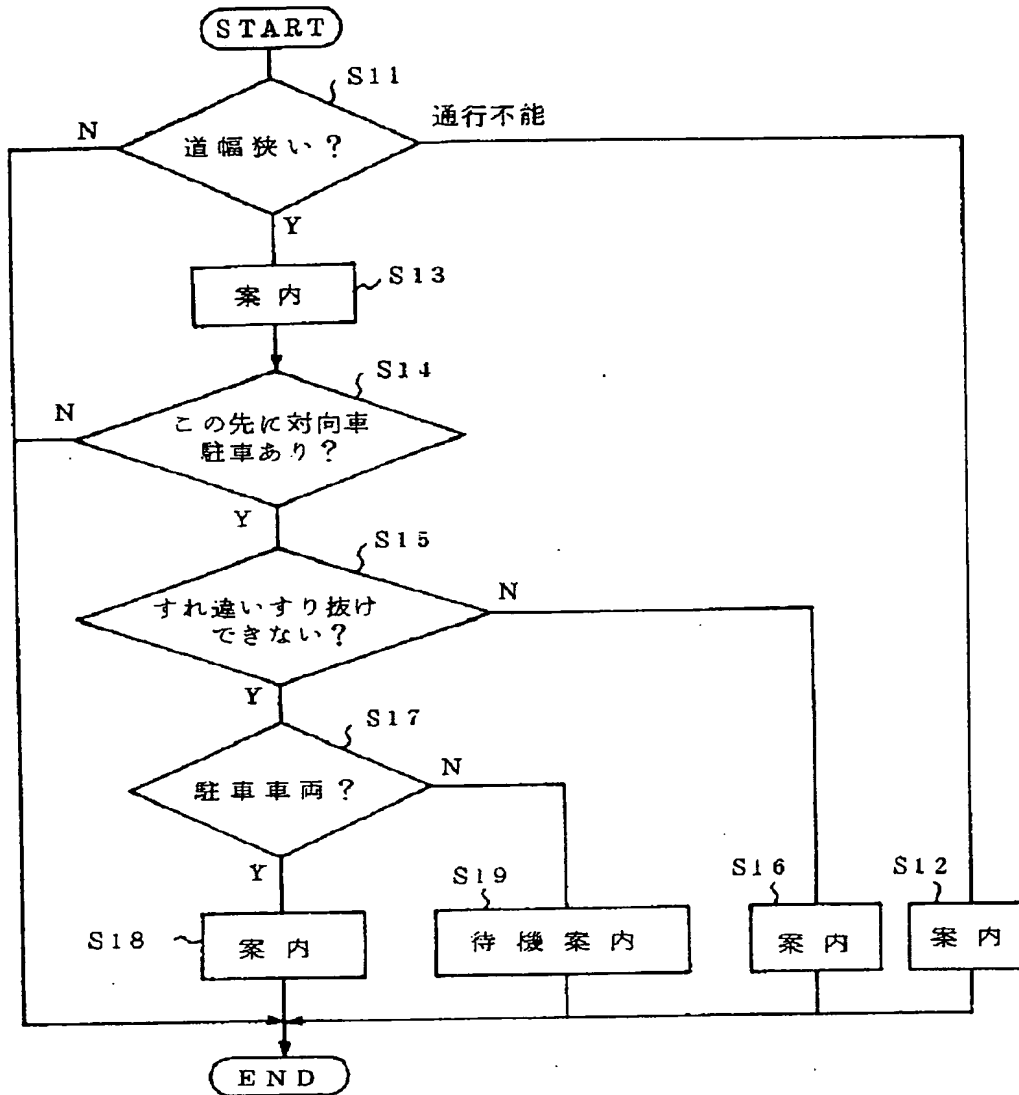 START
S11
N
通行不能
道幅狭い?
Y
S13
案内
S14
N
この先に対向車
駐車あり?
Y
S15
N
すれ違いすり抜け
できない?
Y
S17
N
駐車車両?
Y
S19
S16
S12
S18
案内
待機案内
案内
案内
END